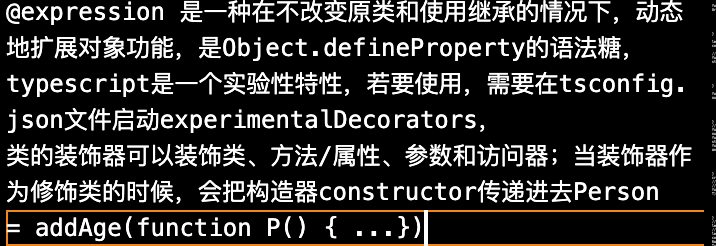 @expression 是一种在不改变原类和使用继承的情况下，动态
地扩展对象功能，是Object.defineProperty的语法糖，
typescript是一个实验性特性，若要使用，需要在tsconfig.
json文件启动experimentalDecorators，
类的装饰器可以装饰类、方法/属性、参数和访问器；当装饰器作
为修饰类的时候，会把构造器constructor传递进去Person
= addAge(function P() { ...})